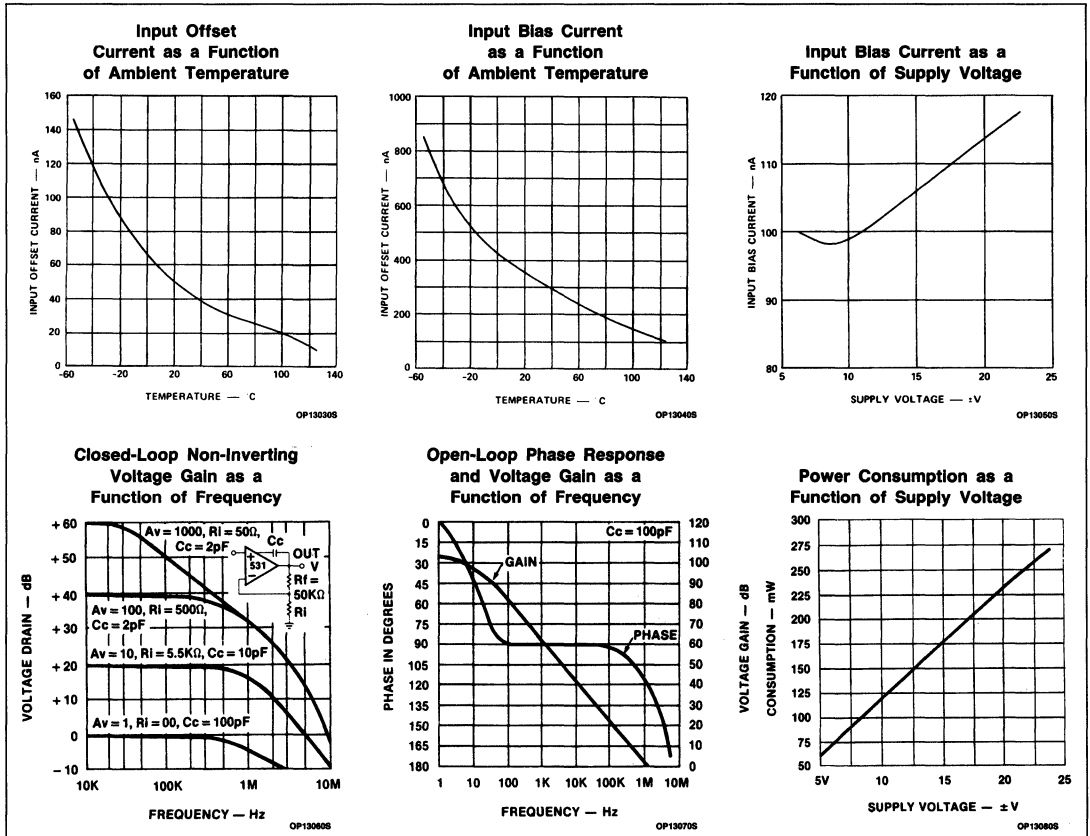 Input Offset
Current as a Function
of Ambient Temperature
160
140
120
100
80
60
40
20
0
-60
-20
20
60
100
140
INPUT OFFSET CURRENT — nA
TEMPERATURE — °C
OP13030S
Input Bias Current
as a Function
of Ambient Temperature
1000
800
600
400
200
0
-60
-20
20
60
100
140
INPUT OFFSET CURRENT — nA
TEMPERATURE — °C
OP13040S
Input Bias Current as a
Function of Supply Voltage
120
110
100
90
80
5
10
15
20
25
INPUT BIAS CURRENT — nA
SUPPLY VOLTAGE — ±V
OP13050S
Closed-Loop Non-Inverting
Voltage Gain as a
Function of Frequency
+60
+50
+40
+30
+20
+10
0
-10
VOLTAGE DRAIN — dB
Av = 1000, Ri = 50Ω,
Cc = 2pF
Cc
OUT
+
531
−
V
Rf =
50KΩ
Ri
Av = 100, Ri = 500Ω,
Cc = 2pF
Av = 10, Ri = 5.5KΩ, Cc = 10pF
Av = 1, Ri = 00, Cc = 100pF
10K
100K
1M
10M
FREQUENCY — Hz
OP13060S
Open-Loop Phase Response
and Voltage Gain as a
Function of Frequency
0
15
30
45
60
75
90
105
120
135
150
165
180
PHASE IN DEGREES
Cc = 100pF
GAIN
PHASE
120
110
100
90
80
70
60
50
40
30
20
10
0
VOLTAGE GAIN — dB
1
10
100
1K
10K
100K
1M
10M
FREQUENCY — Hz
OP13070S
Power Consumption as a
Function of Supply Voltage
300
275
250
225
200
175
150
125
100
75
50
CONSUMPTION — mW
5V
10
15
20
25
SUPPLY VOLTAGE — ±V
OP13080S